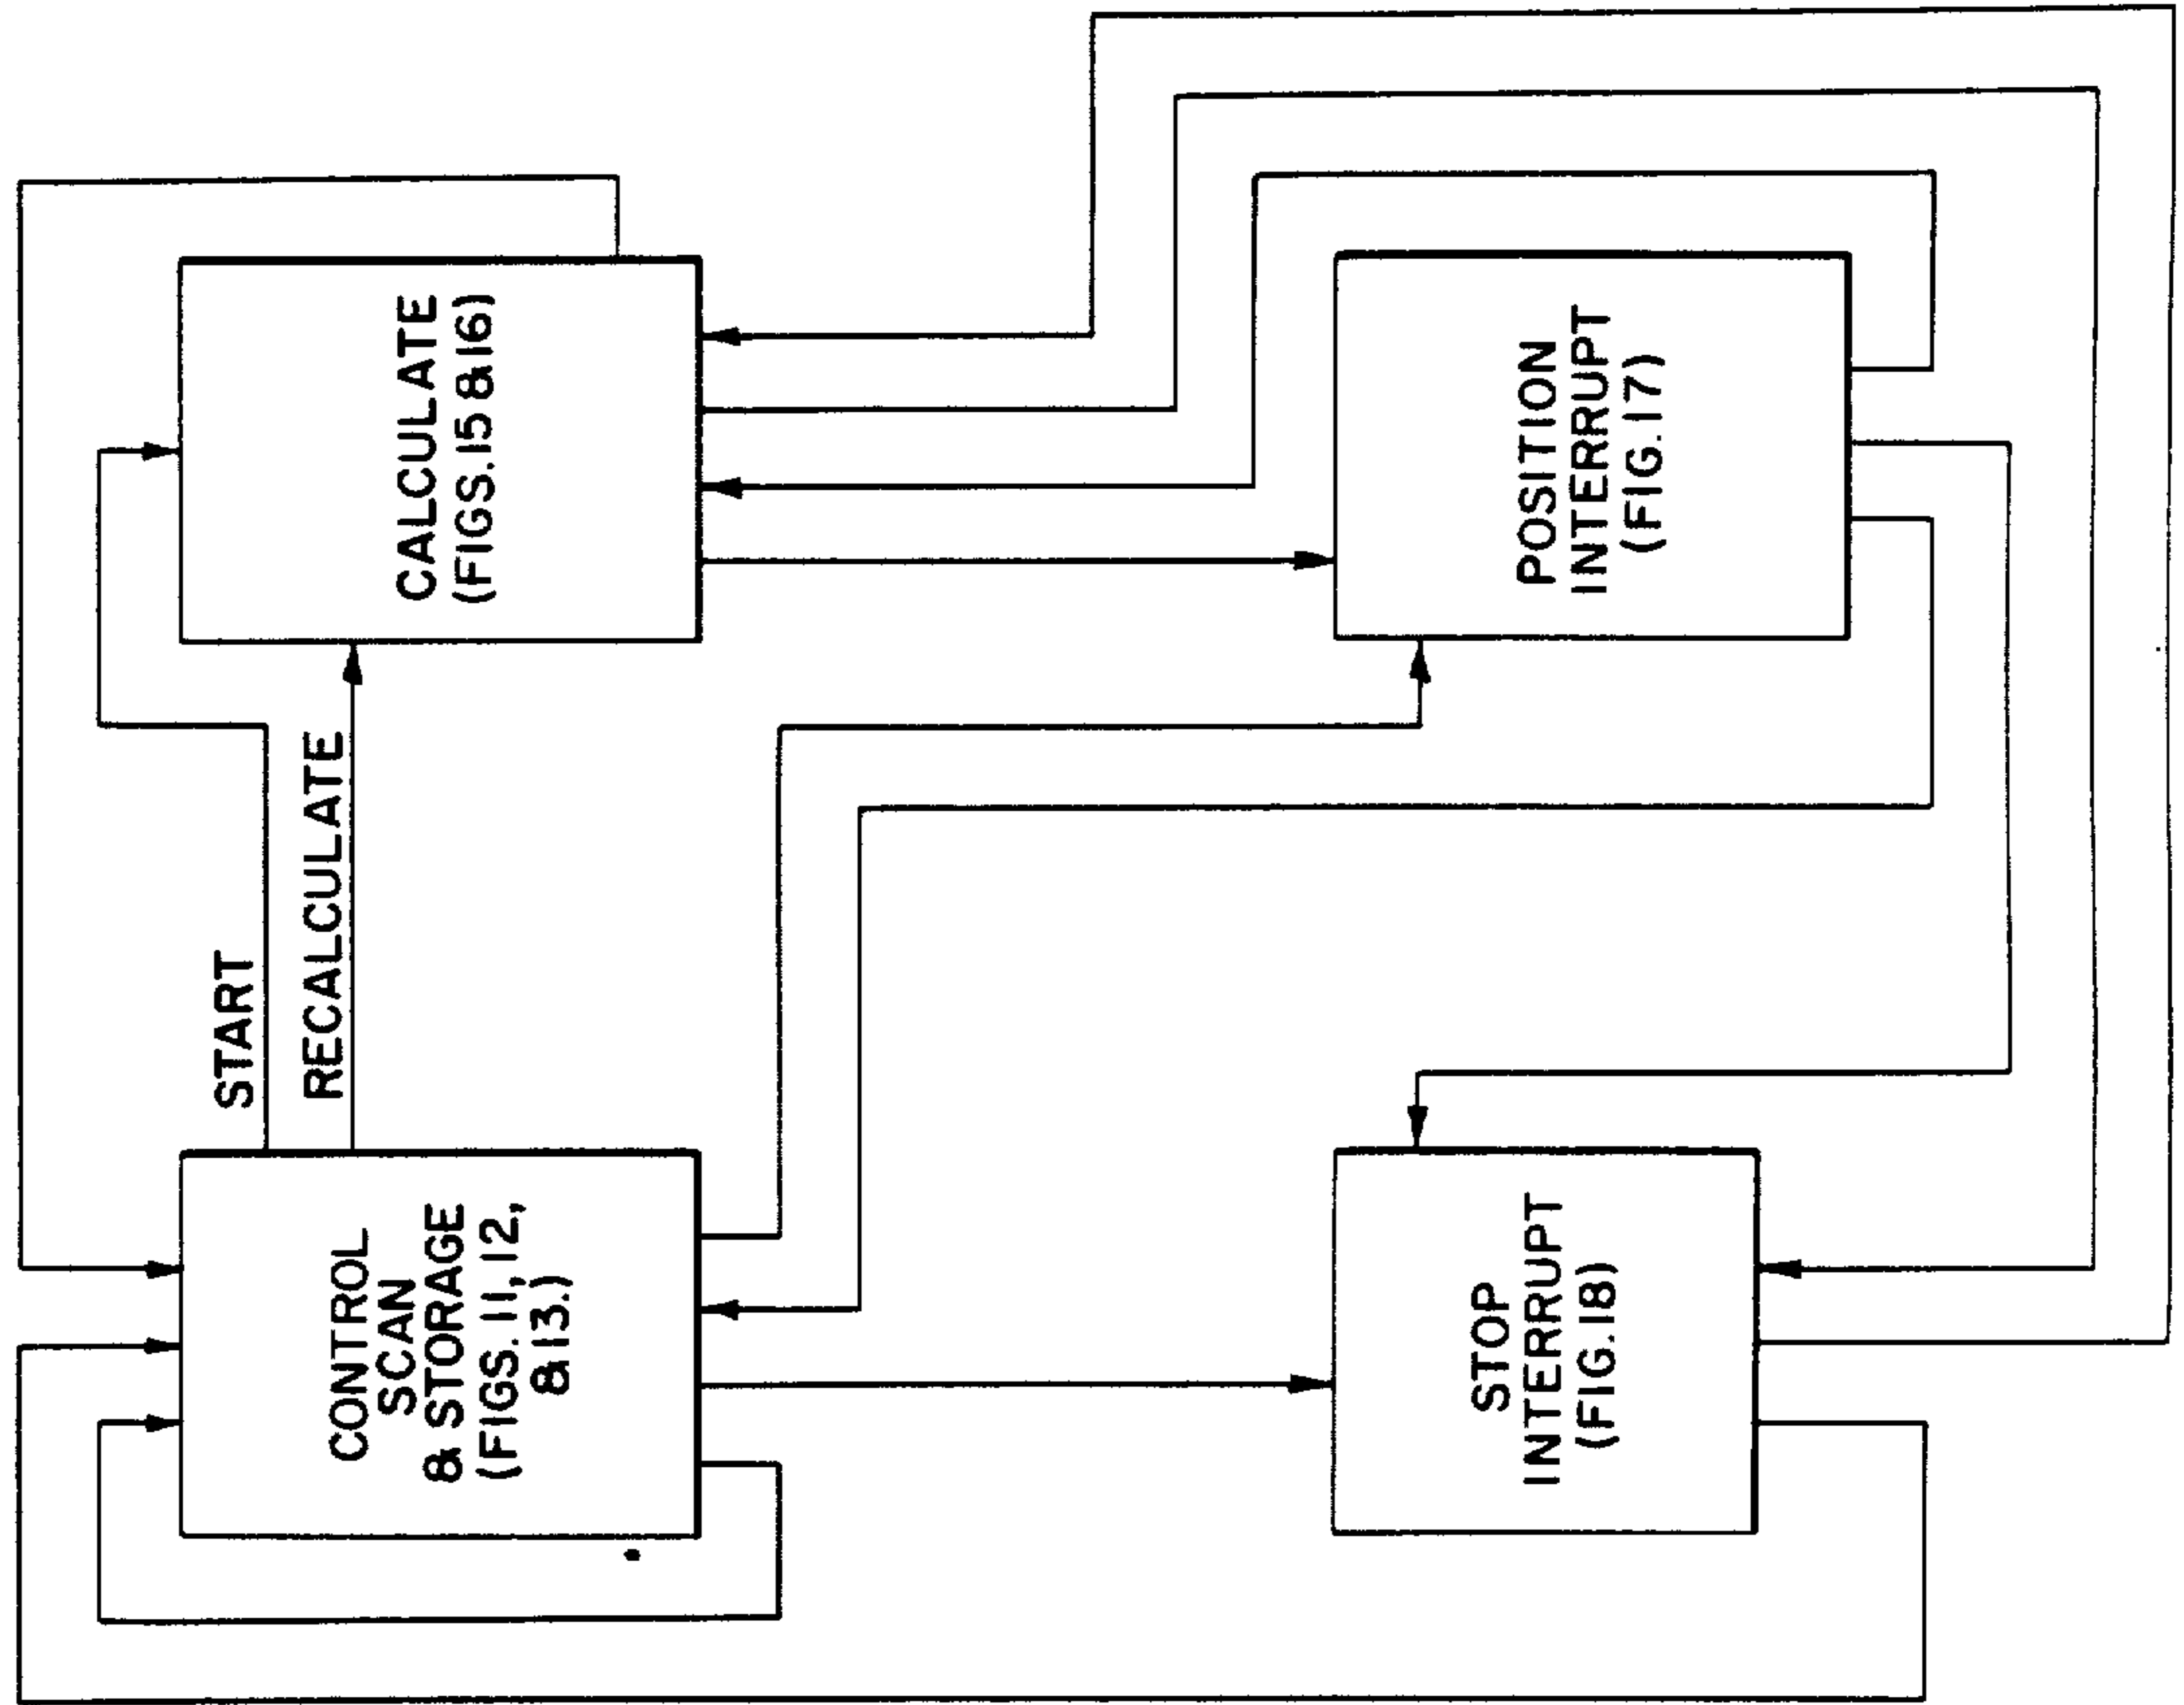 START
RECALCULATE
CONTROL
SCAN
& STORAGE
(FIGS. 11, 12,
& 13.)
CALCULATE
(FIGS. 15 & 16)
STOP
INTERRUPT
(FIG. 18)
POSITION
INTERRUPT
(FIG. 17)